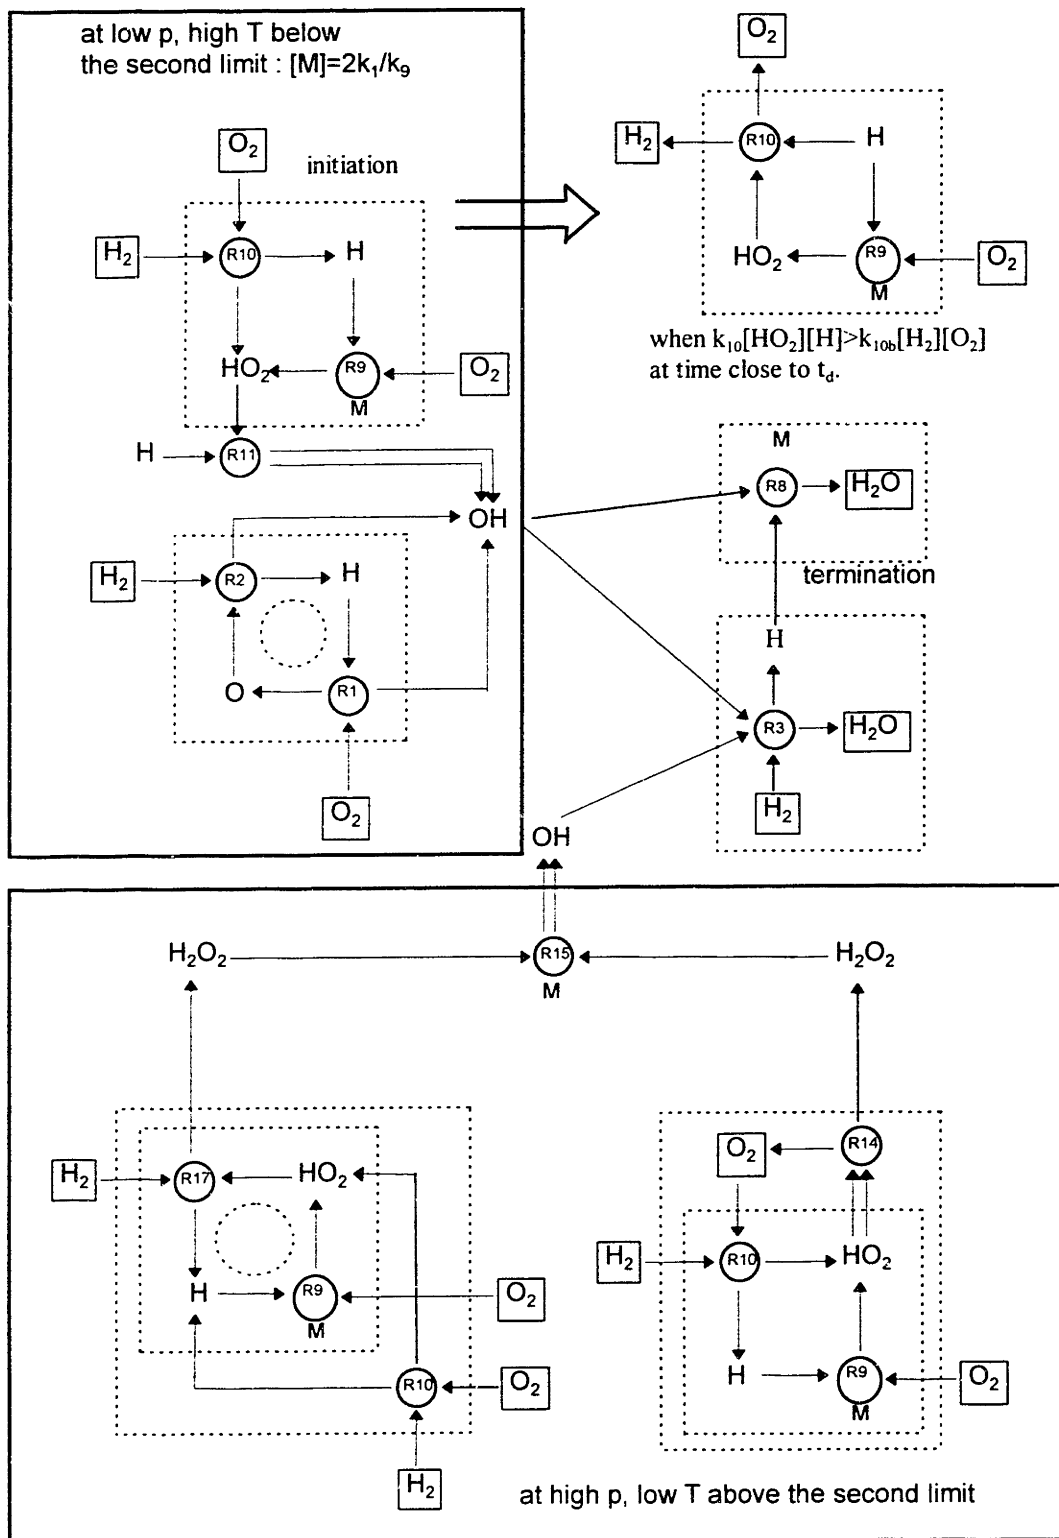 at low p, high T below
the second limit : [M]=2k₁/k₉
O₂
initiation
H₂
R10
H
HO₂
R9
M
O₂
H
R11
OH
H₂
R2
H
O
R1
O₂
O₂
H₂
R10
H
HO₂
R9
M
O₂
when k₁₀[HO₂][H]>k₁₀b[H₂][O₂]
at time close to t_d.
M
R8
H₂O
termination
H
R3
H₂O
H₂
OH
H₂O₂
R15
M
H₂O₂
H₂
R17
HO₂
H
R9
M
O₂
R10
O₂
H₂
O₂
R14
H₂
R10
HO₂
H
R9
M
O₂
at high p, low T above the second limit